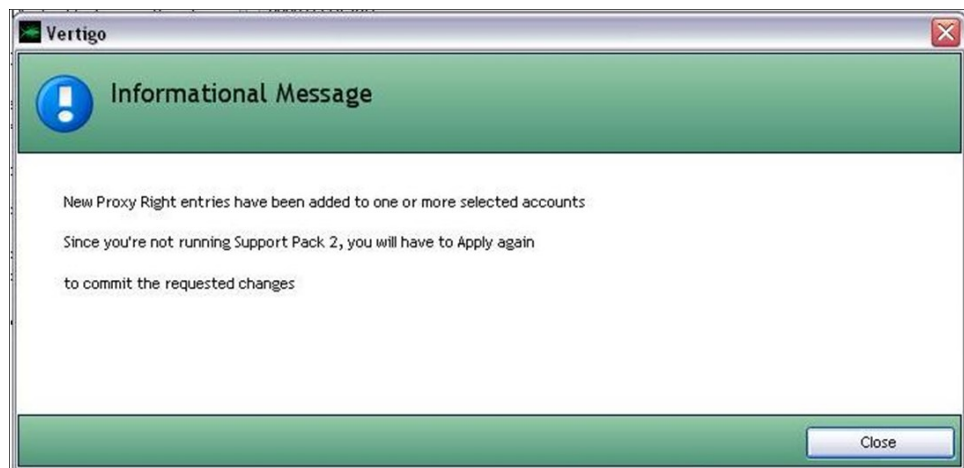 Vertigo
Informational Message
New Proxy Right entries have been added to one or more selected accounts
Since you're not running Support Pack 2, you will have to Apply again
to commit the requested changes
Close